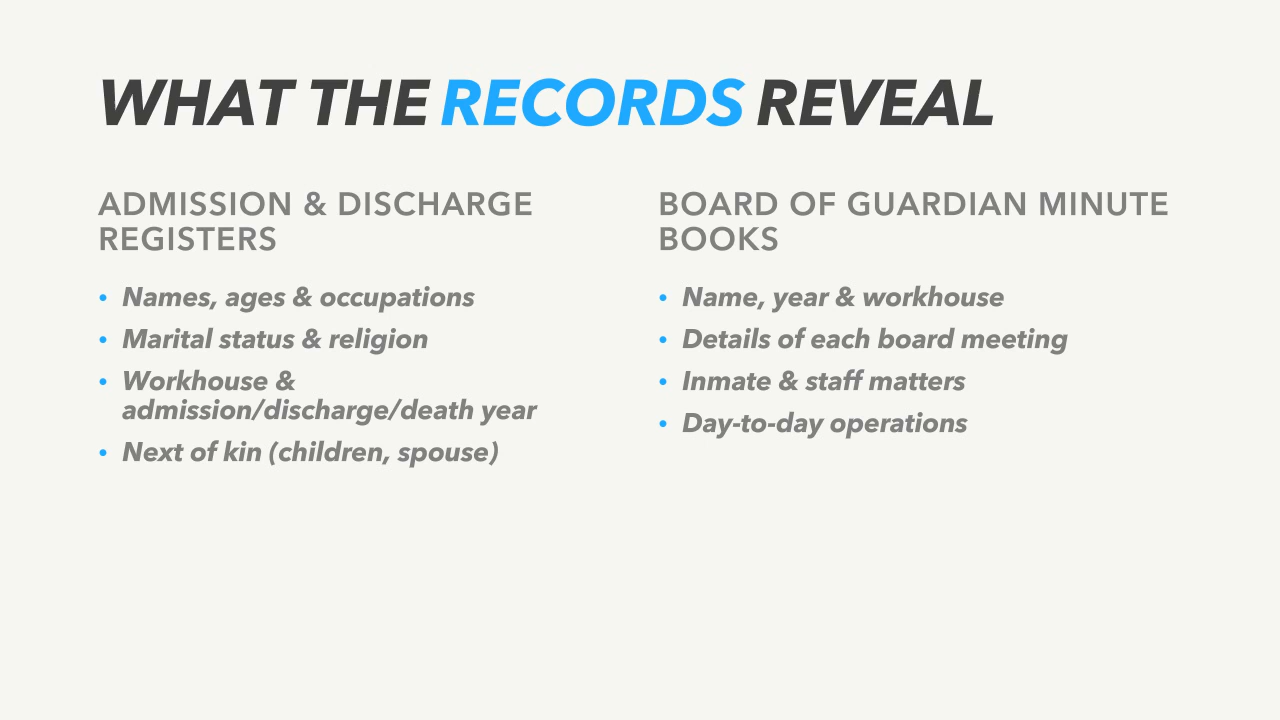 WHAT THE RECORDS REVEAL
ADMISSION & DISCHARGE
REGISTERS
• Names, ages & occupations
• Marital status & religion
• Workhouse &
admission/discharge/death year
• Next of kin (children, spouse)
BOARD OF GUARDIAN MINUTE
BOOKS
• Name, year & workhouse
• Details of each board meeting
• Inmate & staff matters
• Day-to-day operations